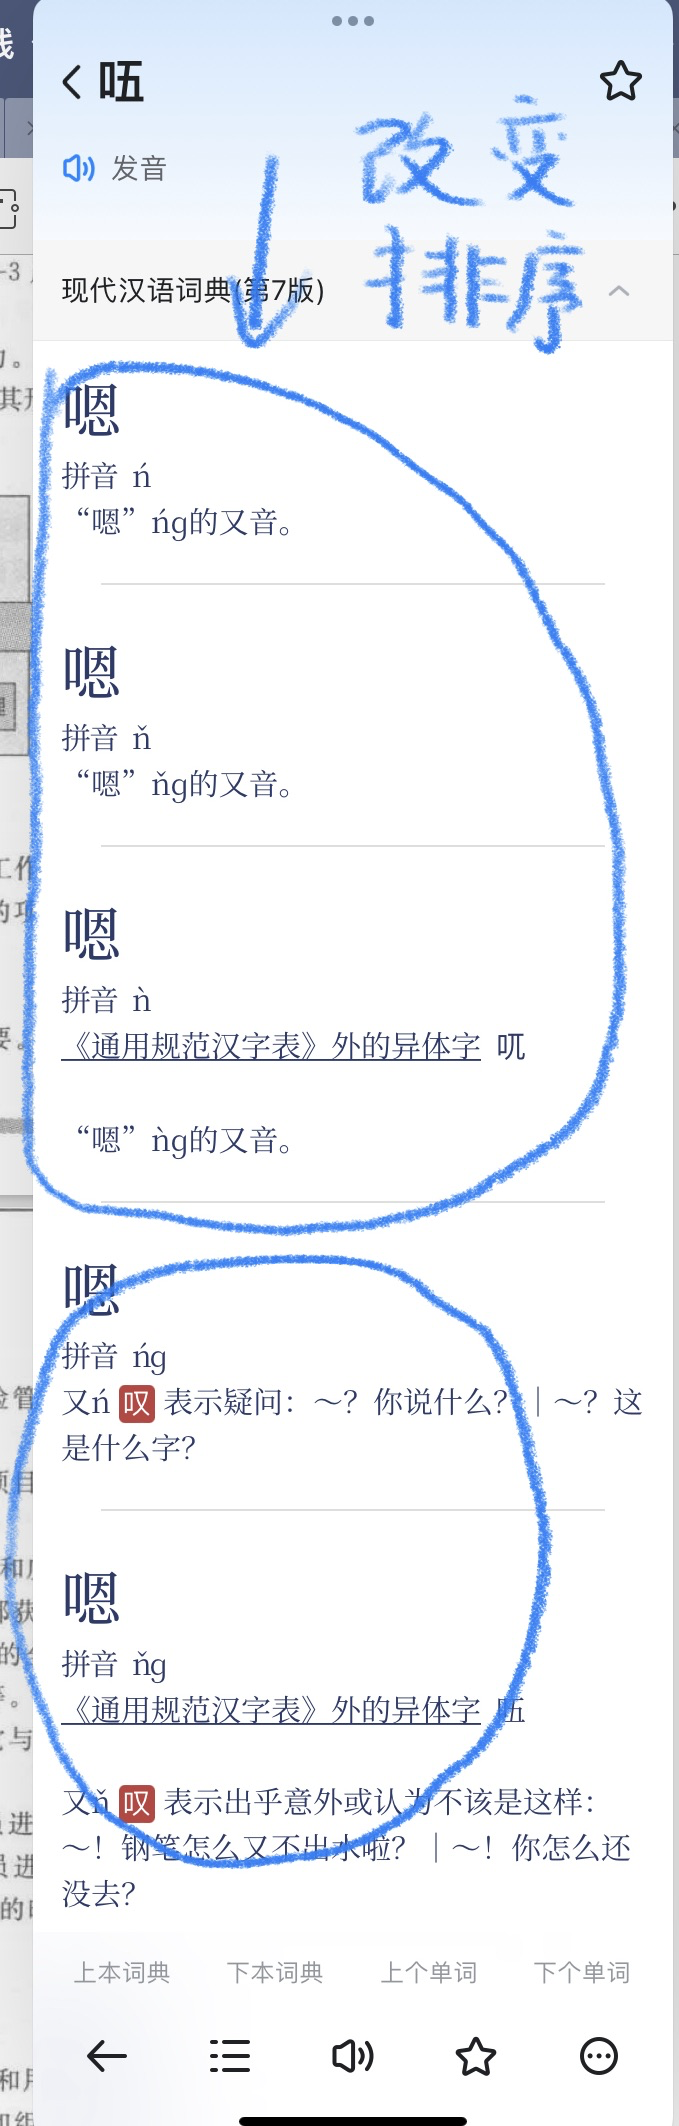 㕶
发音
改变
排序
现代汉语词典(第7版)
嗯
拼音 ń
“嗯”ńg的又音。
嗯
拼音 ň
“嗯”ňg的又音。
嗯
拼音 ǹ
《通用规范汉字表》外的异体字 㕶
“嗯”ǹg的又音。
嗯
拼音 ńg
又ń 叹 表示疑问：～？你说什么？｜～？这
是什么字？
嗯
拼音 ňg
《通用规范汉字表》外的异体字 㕶
又ň 叹 表示出乎意外或认为不该是这样：
～！钢笔怎么又不出水啦？｜～！你怎么还
没去？
上本词典 下本词典 上个单词 下个单词